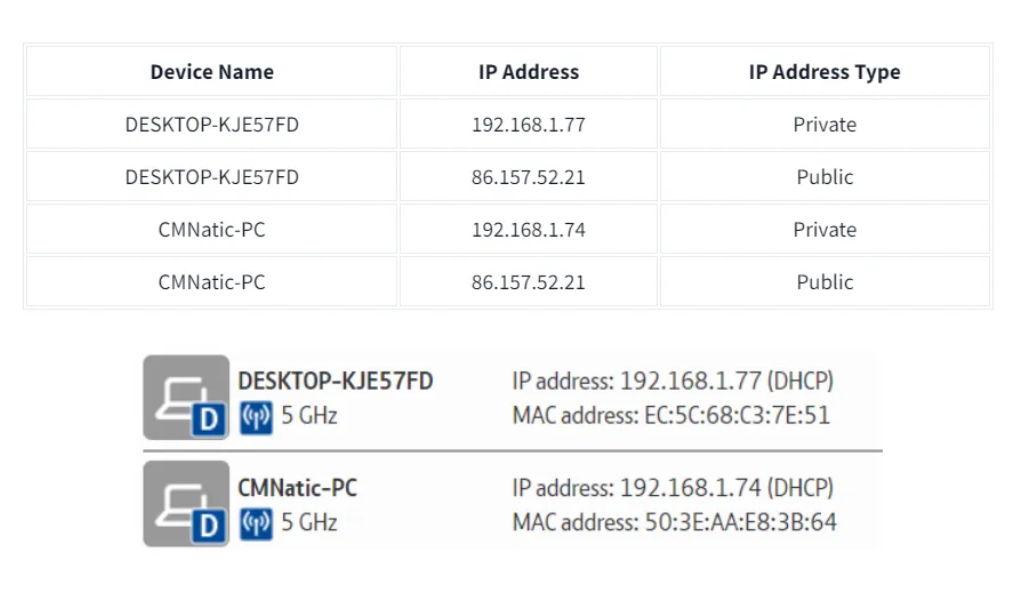 Device Name IP Address IP Address Type
DESKTOP-KJE57FD 192.168.1.77 Private
DESKTOP-KJE57FD 86.157.52.21 Public
CMNatic-PC 192.168.1.74 Private
CMNatic-PC 86.157.52.21 Public
DESKTOP-KJE57FD IP address: 192.168.1.77 (DHCP)
D 5 GHz MAC address: EC:5C:68:C3:7E:51
CMNatic-PC IP address: 192.168.1.74 (DHCP)
D 5 GHz MAC address: 50:3E:AA:E8:3B:64